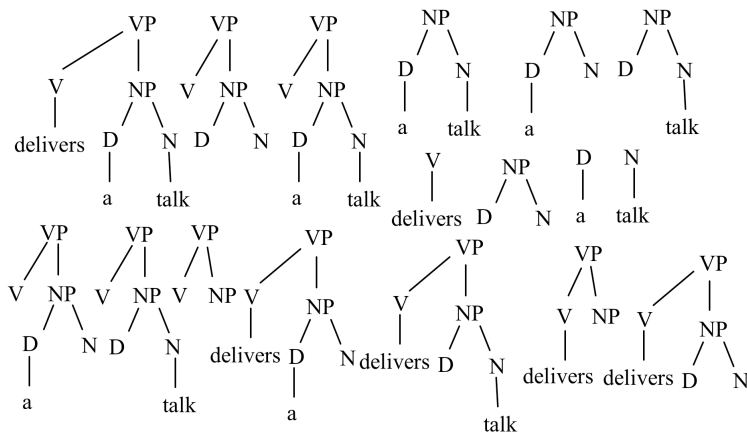 VP VP VP NP NP NP
V V V D N D N D N
NP NP NP
delivers D N D N D N a talk a talk
a talk a talk
V NP D N
delivers D N a talk
VP VP VP VP VP VP VP
V V V NP V V V NP V
NP NP NP NP NP
D N D N delivers D N delivers D N delivers delivers D N
a talk a talk